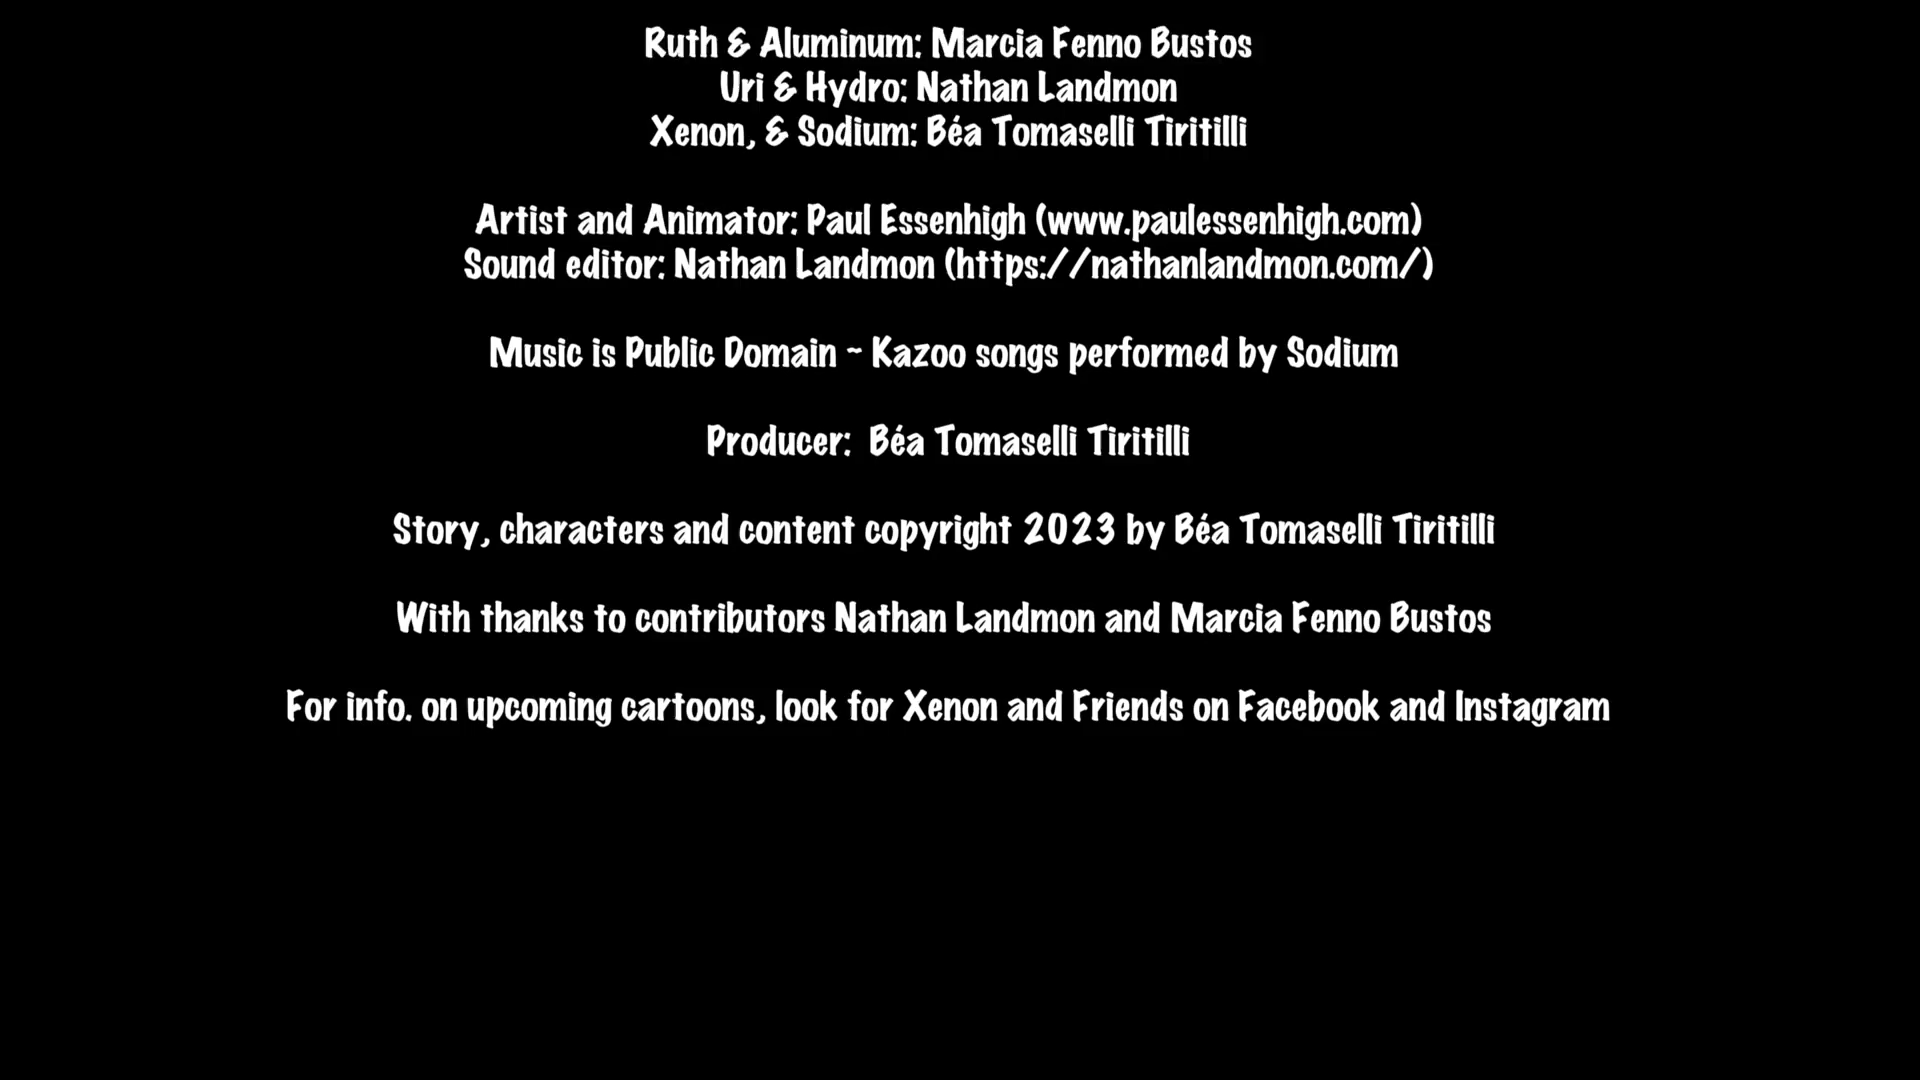 Ruth & Aluminum: Marcia Fenno Bustos
Uri & Hydro: Nathan Landmon
Xenon, & Sodium: Béa Tomaselli Tiritilli
Artist and Animator: Paul Essenhigh (www.paulessenhigh.com)
Sound editor: Nathan Landmon (https://nathanlandmon.com/)
Music is Public Domain ~ Kazoo songs performed by Sodium
Producer:  Béa Tomaselli Tiritilli
Story, characters and content copyright 2023 by Béa Tomaselli Tiritilli
With thanks to contributors Nathan Landmon and Marcia Fenno Bustos
For info. on upcoming cartoons, look for Xenon and Friends on Facebook and Instagram